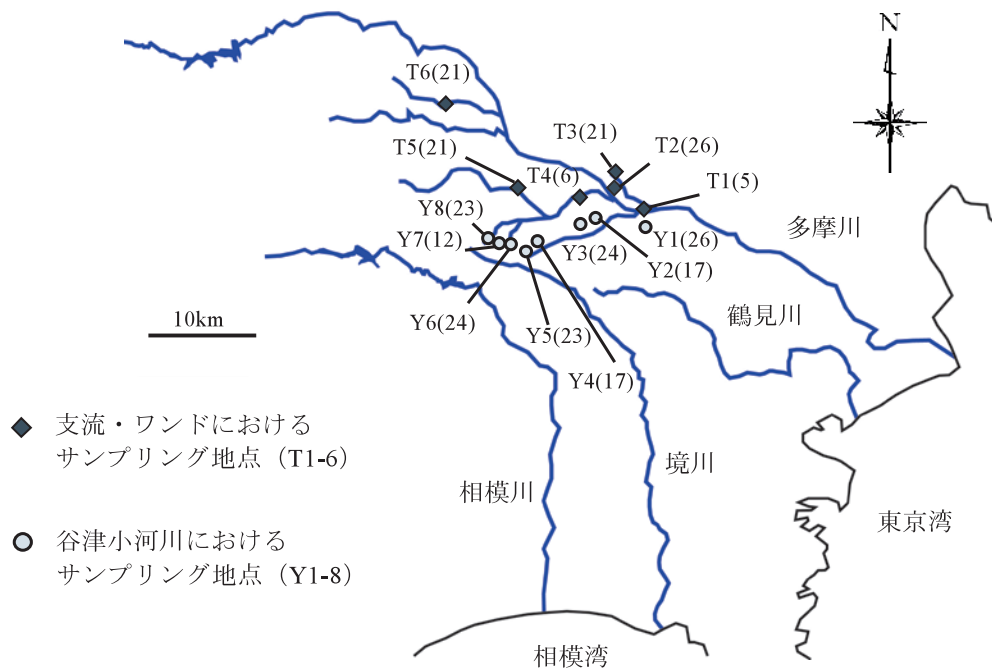 N
T6(21)
T3(21)
T2(26)
T5(21)
T4(6)
T1(5)
Y8(23)
多摩川
Y7(12)
Y3(24)
Y1(26)
Y2(17)
Y6(24)
Y5(23)
鶴見川
10km
Y4(17)
支流・ワンドにおける
サンプリング地点（T1-6）
相模川
境川
東京湾
谷津小河川における
サンプリング地点（Y1-8）
相模湾